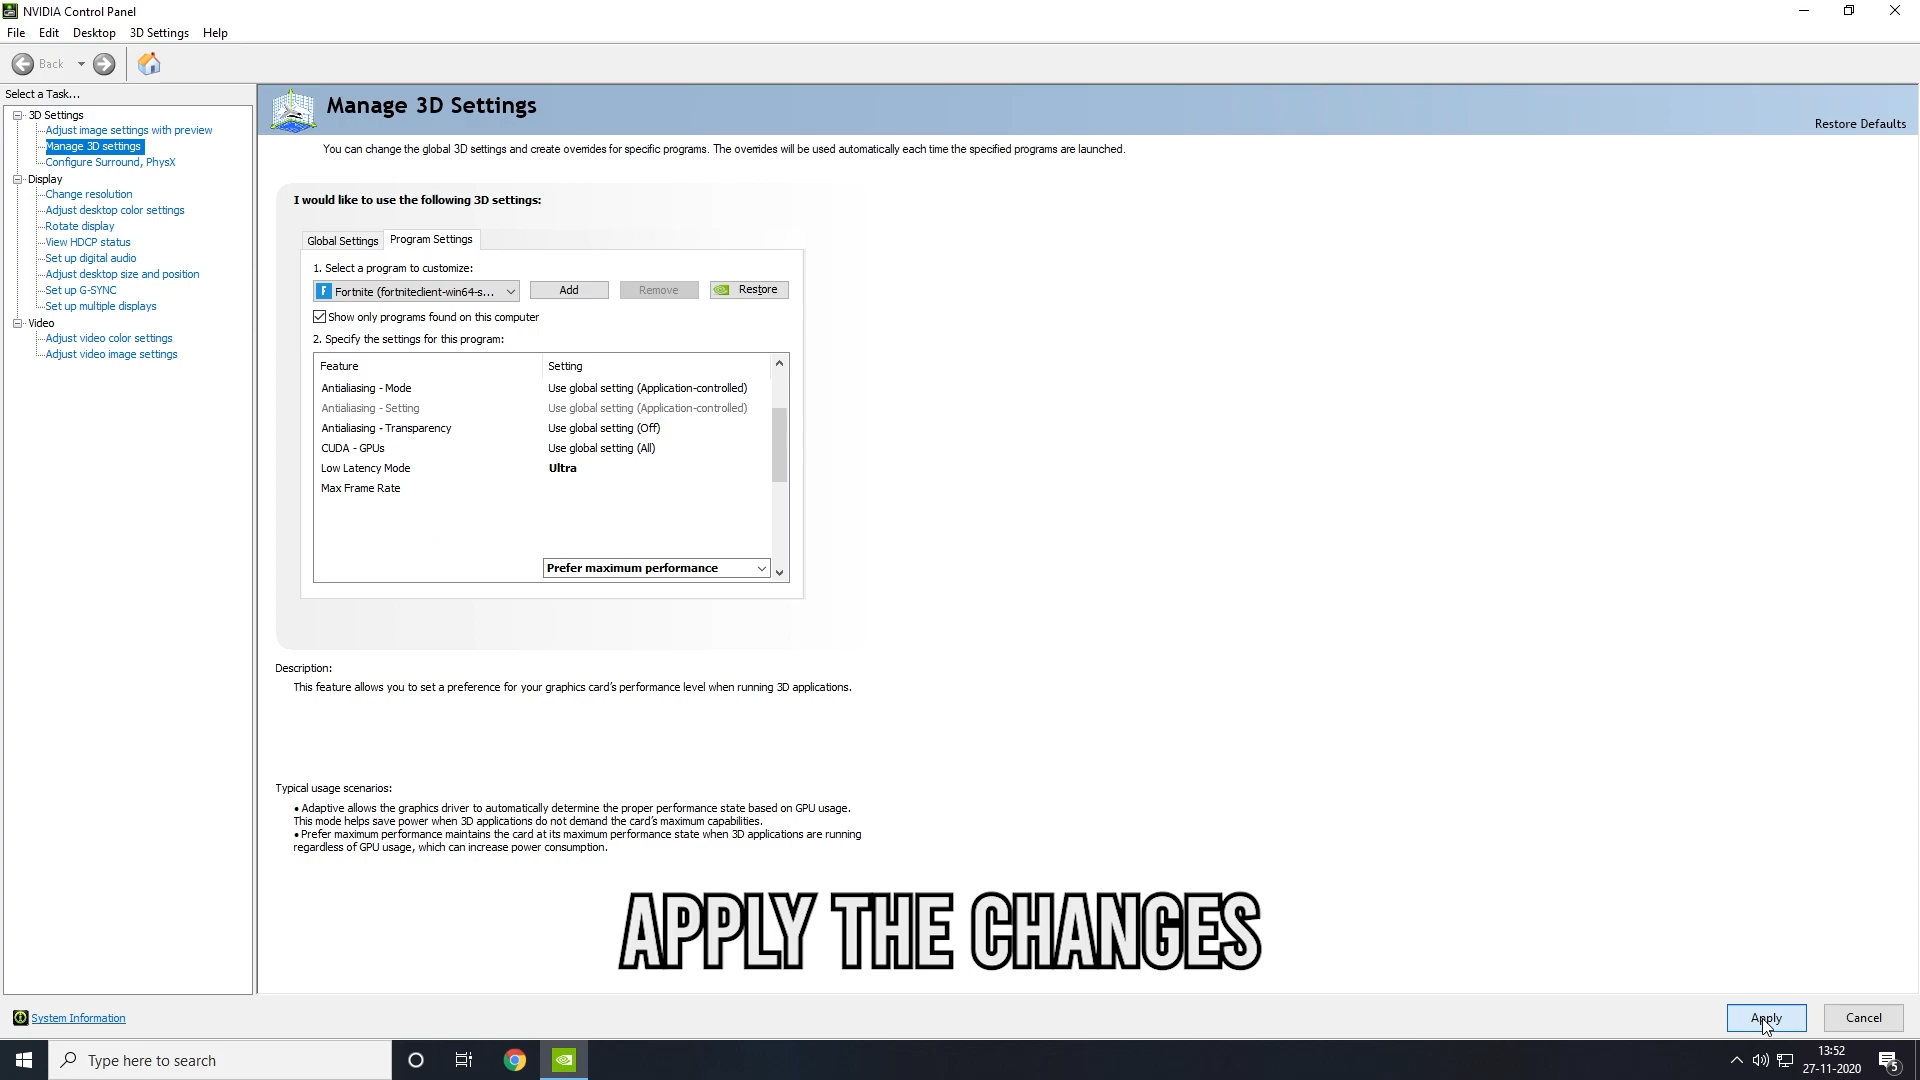 NVIDIA Control Panel
File Edit Desktop 3D Settings Help
Back
Select a Task...
3D Settings
Adjust image settings with preview
Manage 3D settings
Configure Surround, PhysX
Display
Change resolution
Adjust desktop color settings
Rotate display
View HDCP status
Set up digital audio
Adjust desktop size and position
Set up G-SYNC
Set up multiple displays
Video
Adjust video color settings
Adjust video image settings
System Information
Manage 3D Settings
Restore Defaults
You can change the global 3D settings and create overrides for specific programs. The overrides will be used automatically each time the specified programs are launched.
I would like to use the following 3D settings:
Global Settings Program Settings
1. Select a program to customize:
Fortnite (fortniteclient-win64-s... Add Remove Restore
Show only programs found on this computer
2. Specify the settings for this program:
Feature Setting
Antialiasing - Mode Use global setting (Application-controlled)
Antialiasing - Setting Use global setting (Application-controlled)
Antialiasing - Transparency Use global setting (Off)
CUDA - GPUs Use global setting (All)
Low Latency Mode Ultra
Max Frame Rate
Prefer maximum performance
Description:
This feature allows you to set a preference for your graphics card's performance level when running 3D applications.
Typical usage scenarios:
• Adaptive allows the graphics driver to automatically determine the proper performance state based on GPU usage.
This mode helps save power when 3D applications do not demand the card's maximum capabilities.
• Prefer maximum performance maintains the card at its maximum performance state when 3D applications are running
regardless of GPU usage, which can increase power consumption.
APPLY THE CHANGES
Apply Cancel
Type here to search
13:52
27-11-2020
5